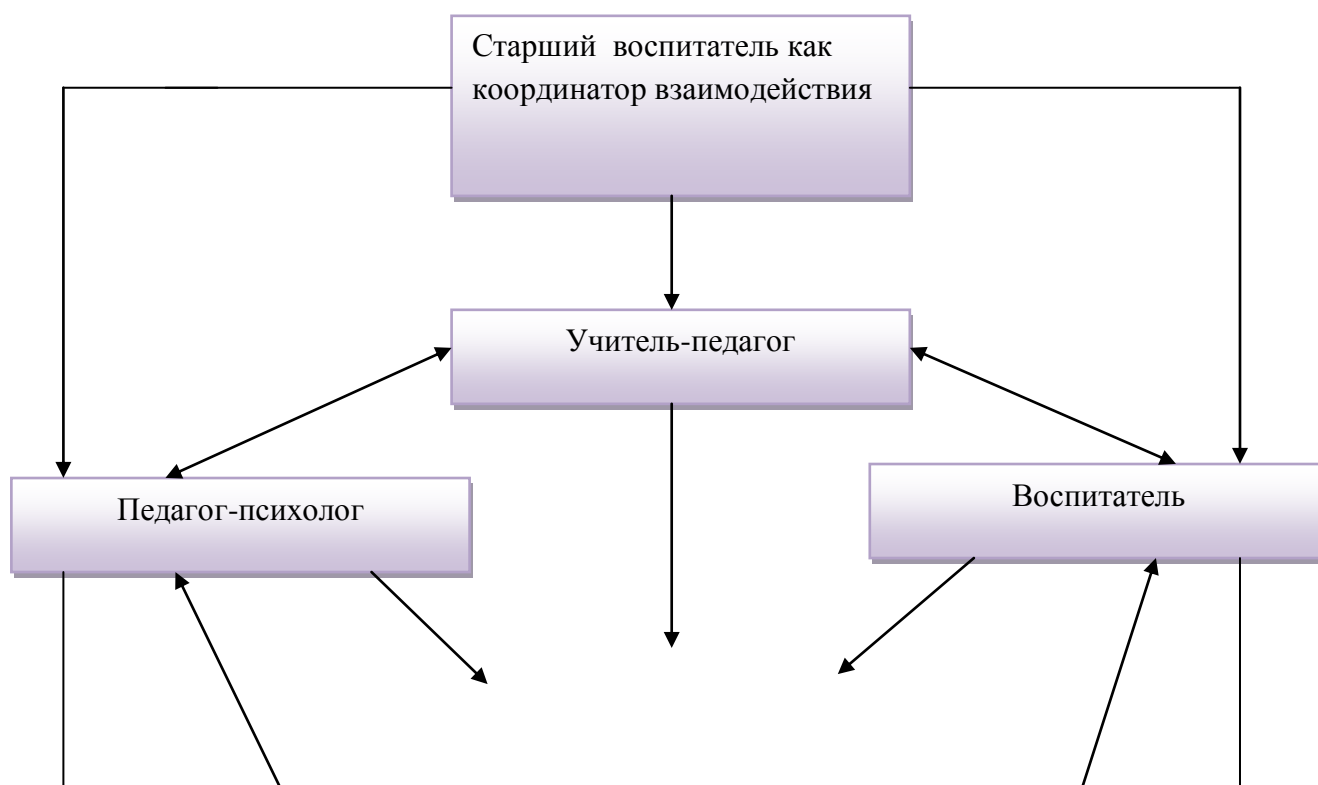 Старший воспитатель как
координатор взаимодействия
Учитель-педагог
Педагог-психолог
Воспитатель